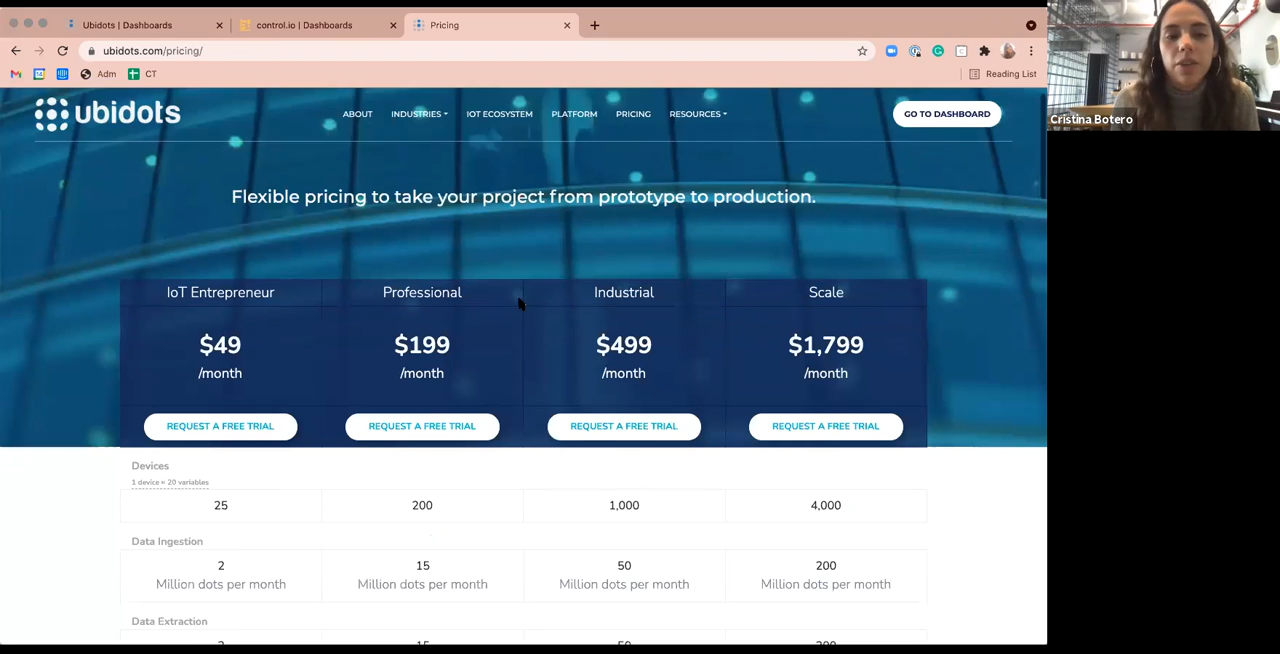 Ubidots | Dashboards
control.io | Dashboards
Pricing
ubidots.com/pricing/
Adm
CT
Reading List
ubidots
ABOUT
INDUSTRIES
IOT ECOSYSTEM
PLATFORM
PRICING
RESOURCES
GO TO DASHBOARD
Cristina Botero
Flexible pricing to take your project from prototype to production.
IoT Entrepreneur
Professional
Industrial
Scale
$49
$199
$499
$1,799
/month
/month
/month
/month
REQUEST A FREE TRIAL
REQUEST A FREE TRIAL
REQUEST A FREE TRIAL
REQUEST A FREE TRIAL
Devices
1 device = 20 variables
25
200
1,000
4,000
Data Ingestion
2
15
50
200
Million dots per month
Million dots per month
Million dots per month
Million dots per month
Data Extraction